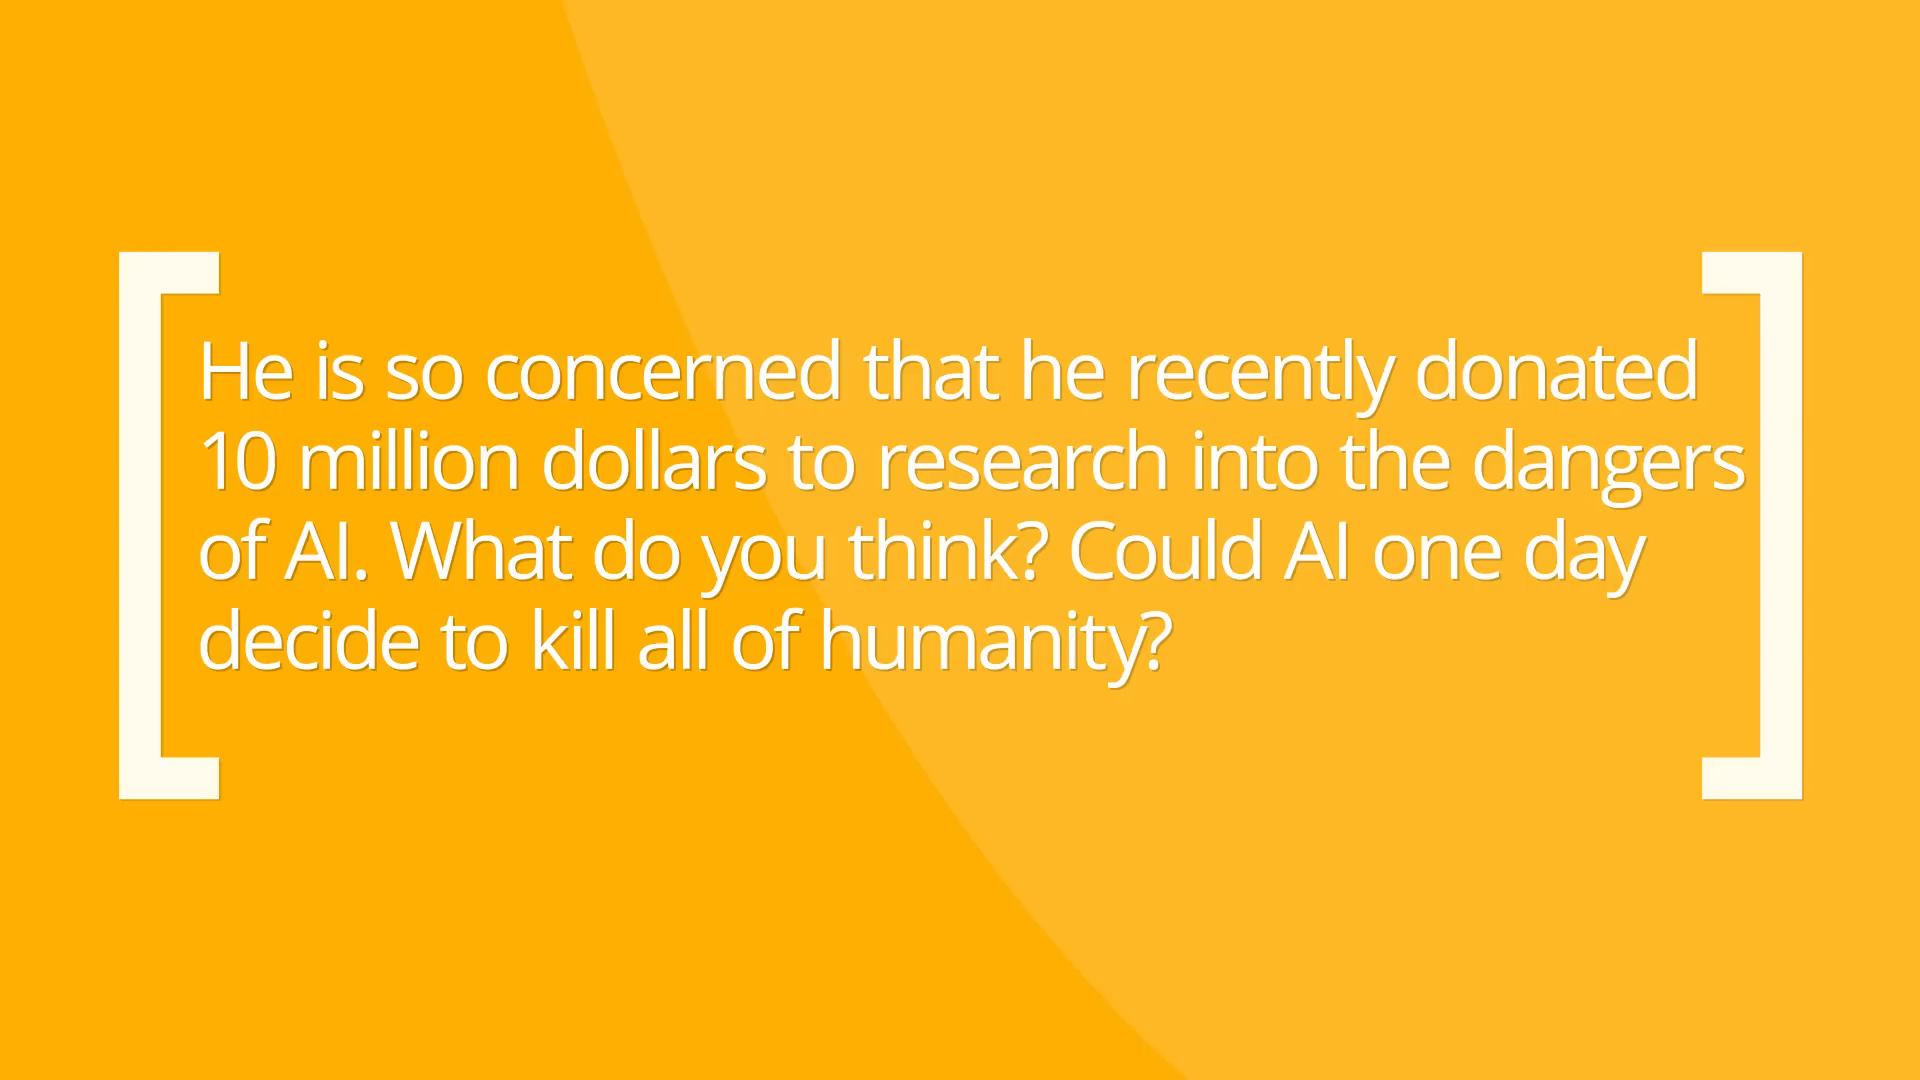 He is so concerned that he recently donated
10 million dollars to research into the dangers
of AI. What do you think? Could AI one day
decide to kill all of humanity?